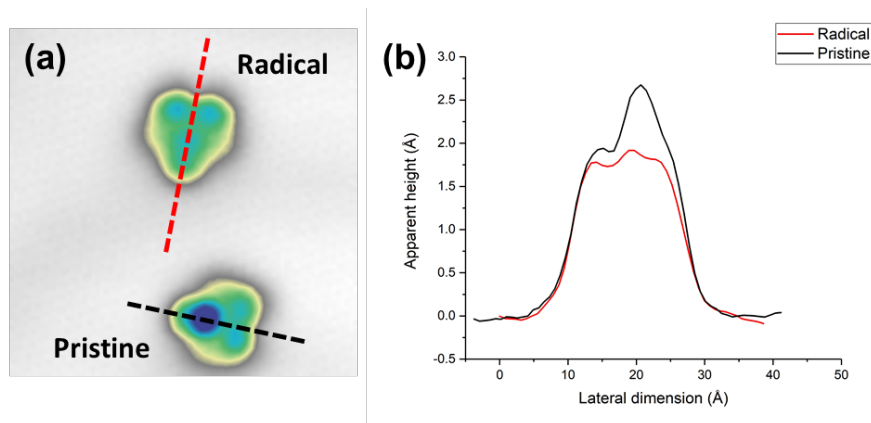 (a)
Radical
Pristine
(b)
Radical
Pristine
3.0
2.5
2.0
1.5
1.0
0.5
0.0
-0.5
Apparent height (Å)
0
10
20
30
40
50
Lateral dimension (Å)